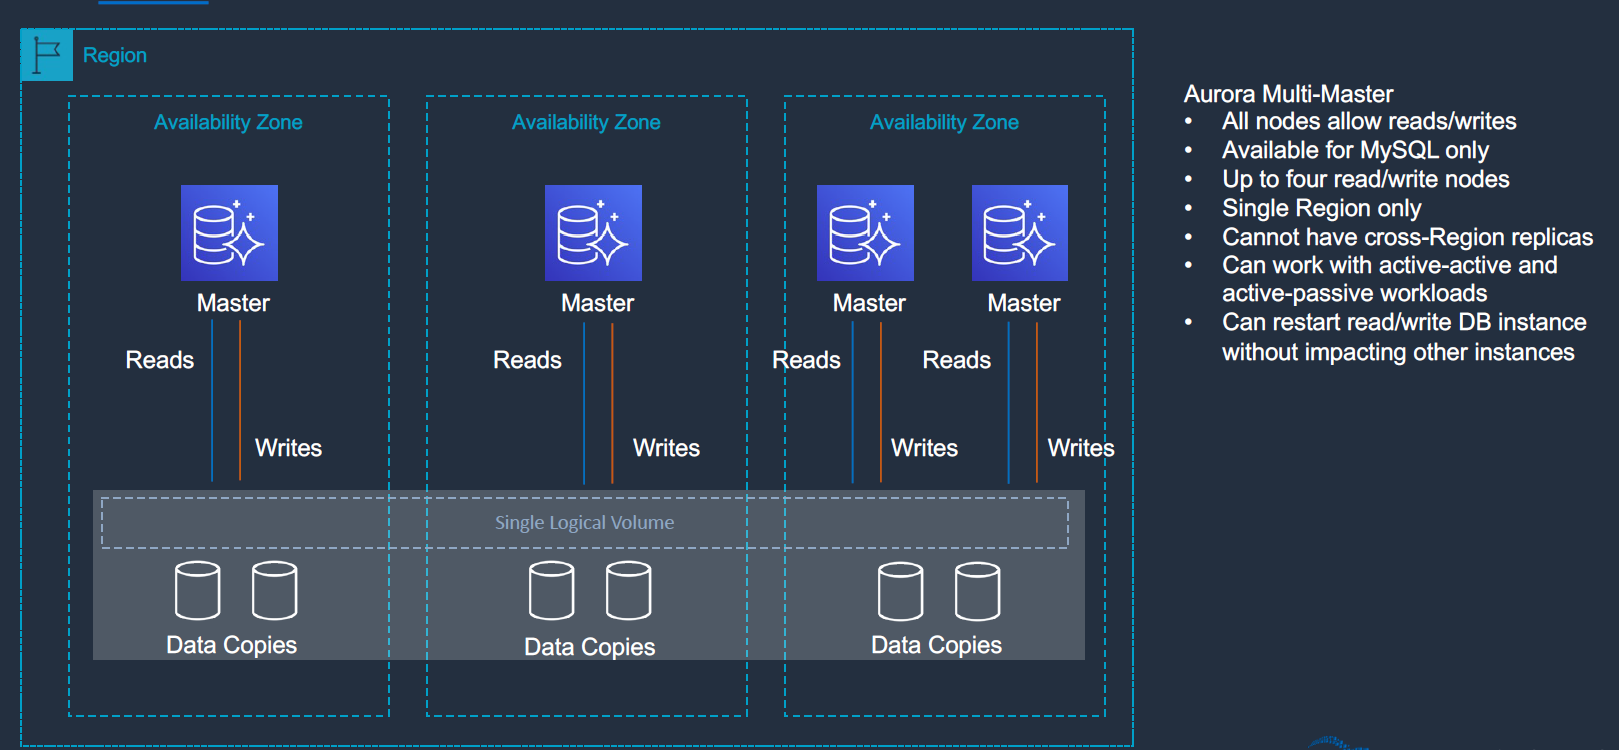 Region
Availability Zone
Availability Zone
Availability Zone
Master
Master
Master
Master
Reads
Reads
Reads
Reads
Writes
Writes
Writes
Writes
Single Logical Volume
Data Copies
Data Copies
Data Copies
Aurora Multi-Master
• All nodes allow reads/writes
• Available for MySQL only
• Up to four read/write nodes
• Single Region only
• Cannot have cross-Region replicas
• Can work with active-active and
active-passive workloads
• Can restart read/write DB instance
without impacting other instances